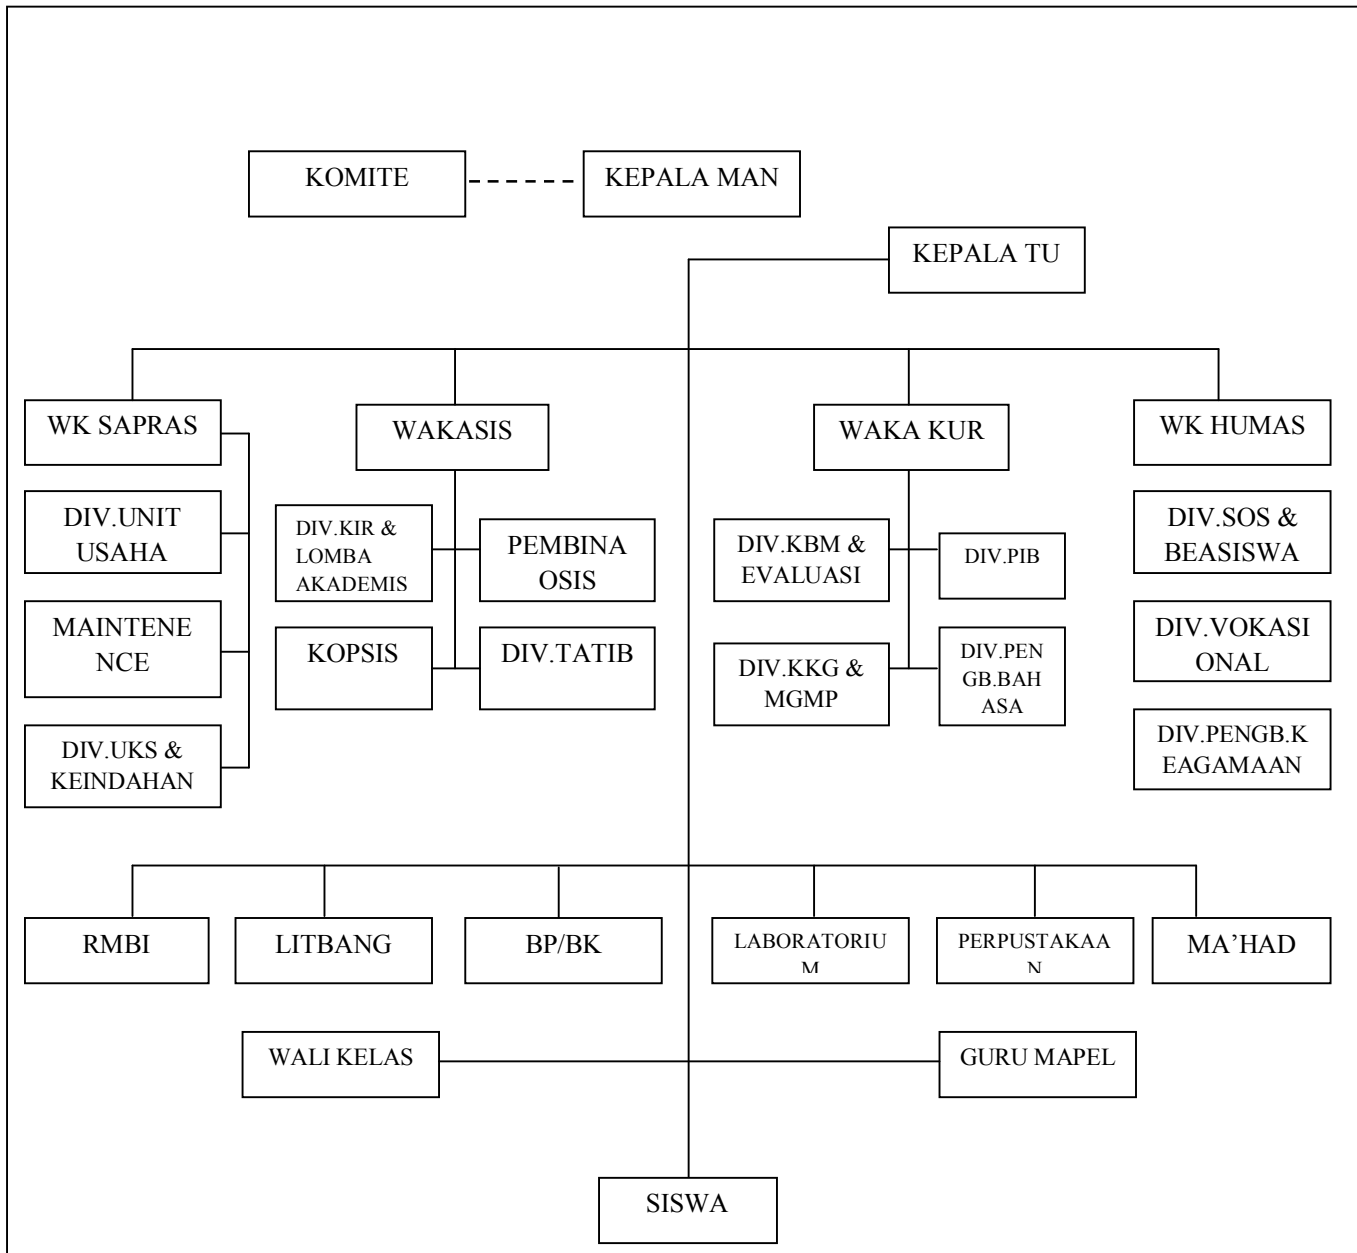 KOMITE
KEPALA MAN
KEPALA TU
WK SAPRAS
WAKASIS
WAKA KUR
WK HUMAS
DIV.UNIT
USAHA
DIV.KIR &
LOMBA
AKADEMIS
PEMBINA
OSIS
DIV.KBM &
EVALUASI
DIV.PIB
DIV.SOS &
BEASISWA
MAINTENE
NCE
KOPSIS
DIV.TATIB
DIV.KKG &
MGMP
DIV.PEN
GB.BAH
ASA
DIV.VOKASI
ONAL
DIV.UKS &
KEINDAHAN
DIV.PENGB.K
EAGAMAAN
RMBI
LITBANG
BP/BK
LABORATORIU
M
PERPUSTAKAA
N
MA’HAD
WALI KELAS
GURU MAPEL
SISWA